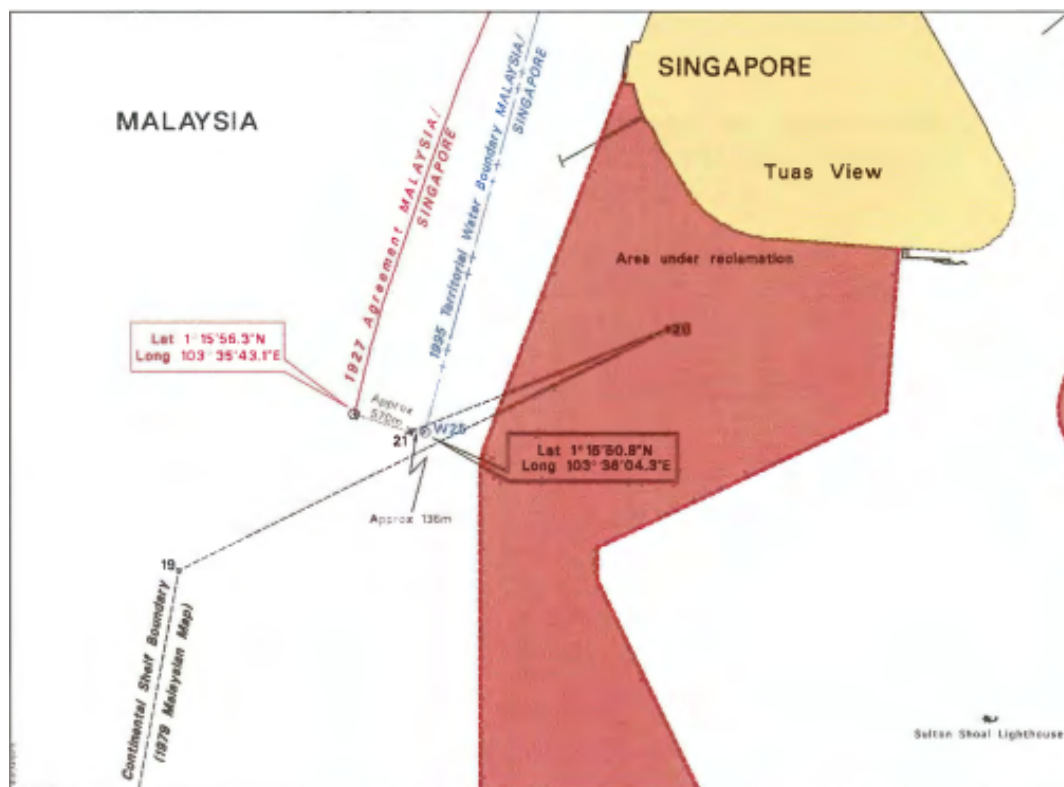 SINGAPORE
MALAYSIA
Tuas View
1927 Agreement MALAYSIA/
SINGAPORE
1995 Territorial Water Boundary MALAYSIA/
SINGAPORE
Area under reclamation
Lat 1°15'56.3"N
Long 103°35'43.1"E
Approx
570m
21
W25
Lat 1°15'50.8"N
Long 103°36'04.3"E
Approx 136m
19
Continental Shelf Boundary
(1979 Malaysian Map)
Sultan Shoal Lighthouse